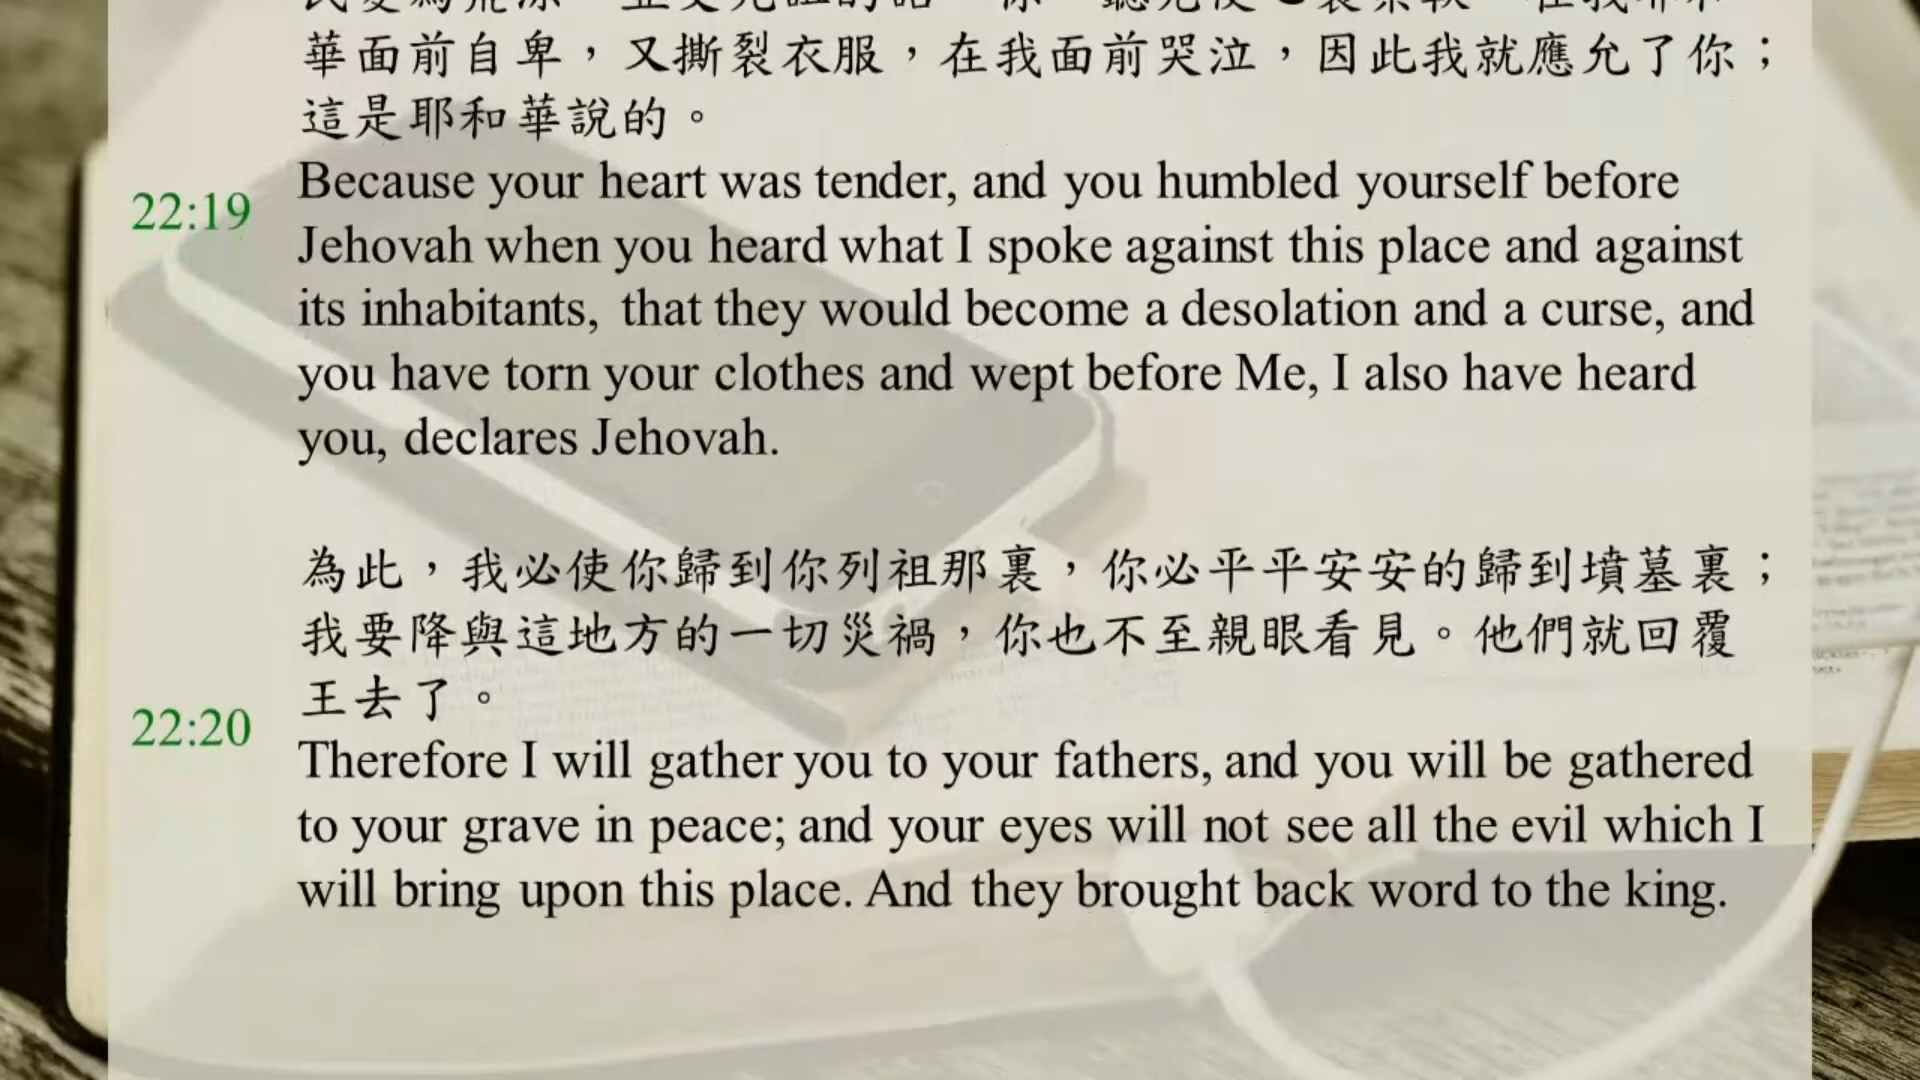 華面前自卑，又撕裂衣服，在我面前哭泣，因此我就應允了你；
這是耶和華說的。
22:19
Because your heart was tender, and you humbled yourself before
Jehovah when you heard what I spoke against this place and against
its inhabitants, that they would become a desolation and a curse, and
you have torn your clothes and wept before Me, I also have heard
you, declares Jehovah.
為此，我必使你歸到你列祖那裏，你必平平安安的歸到墳墓裏；
我要降與這地方的一切災禍，你也不至親眼看見。他們就回覆
王去了。
22:20
Therefore I will gather you to your fathers, and you will be gathered
to your grave in peace; and your eyes will not see all the evil which I
will bring upon this place. And they brought back word to the king.